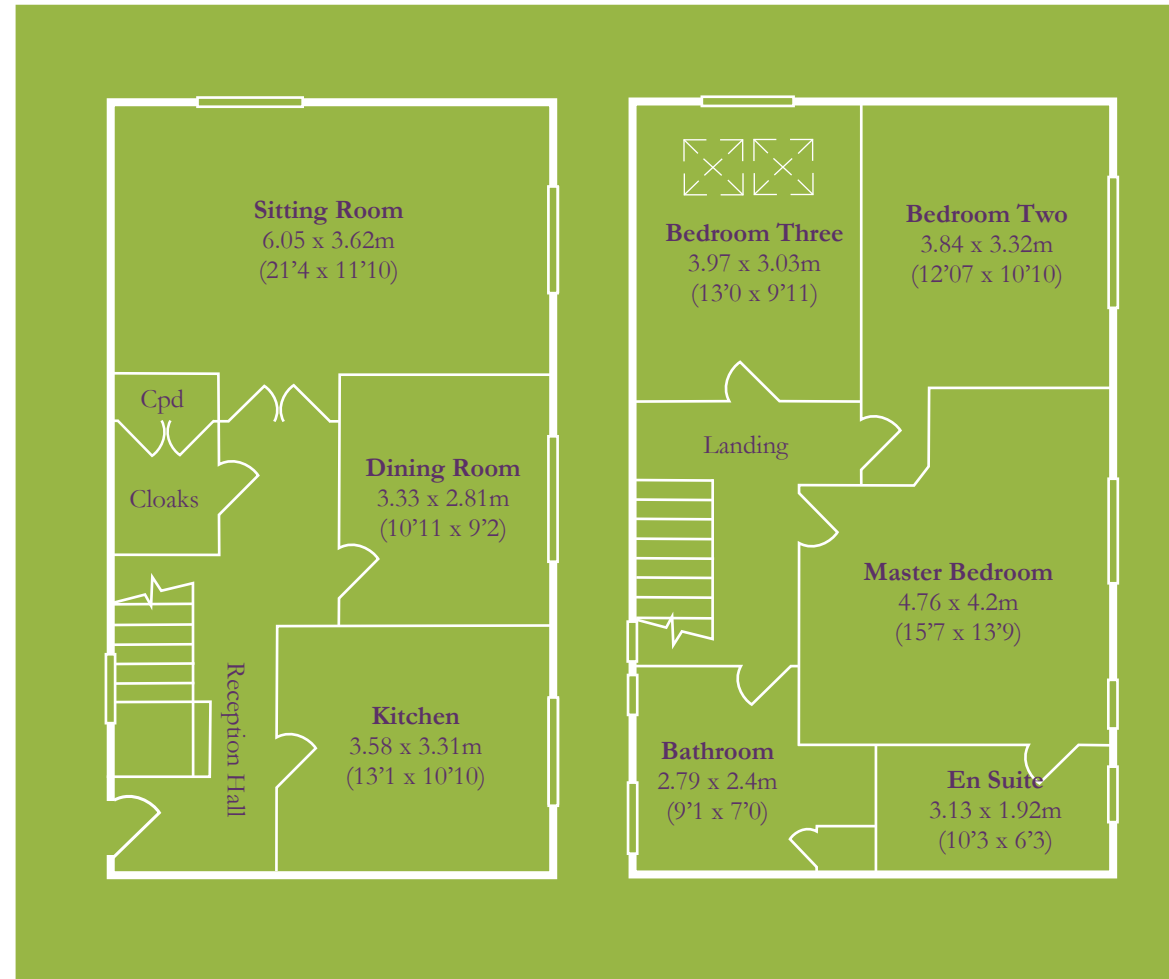 Sitting Room
6.05 x 3.62m
(21'4 x 11'10)
Cpd
Cloaks
Dining Room
3.33 x 2.81m
(10'11 x 9'2)
Reception Hall
Kitchen
3.58 x 3.31m
(13'1 x 10'10)
Bedroom Three
3.97 x 3.03m
(13'0 x 9'11)
Bedroom Two
3.84 x 3.32m
(12'07 x 10'10)
Landing
Master Bedroom
4.76 x 4.2m
(15'7 x 13'9)
Bathroom
2.79 x 2.4m
(9'1 x 7'0)
En Suite
3.13 x 1.92m
(10'3 x 6'3)